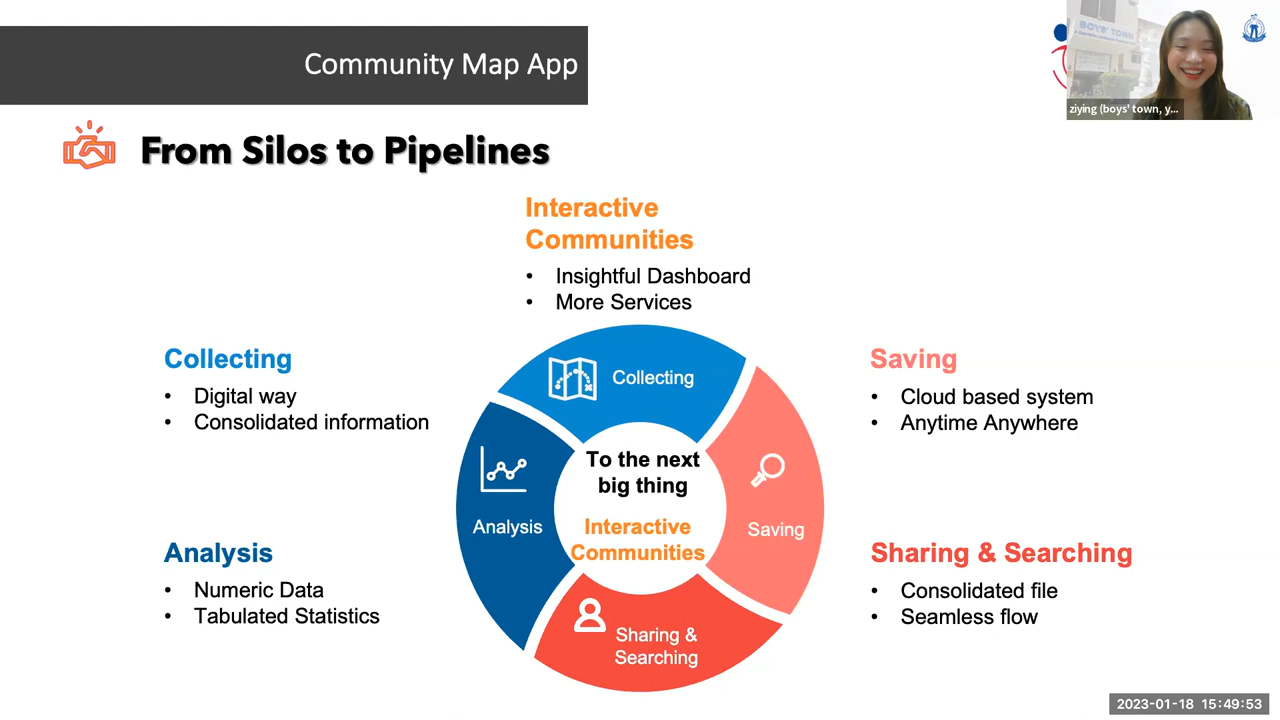 Community Map App
BOYS' TOWN
ziying (boys' town, y...
From Silos to Pipelines
Interactive
Communities
• Insightful Dashboard
• More Services
Collecting
• Digital way
• Consolidated information
Saving
• Cloud based system
• Anytime Anywhere
Analysis
• Numeric Data
• Tabulated Statistics
Sharing & Searching
• Consolidated file
• Seamless flow
Collecting
Saving
Sharing &
Searching
Analysis
To the next
big thing
Interactive
Communities
2023-01-18 15:49:53